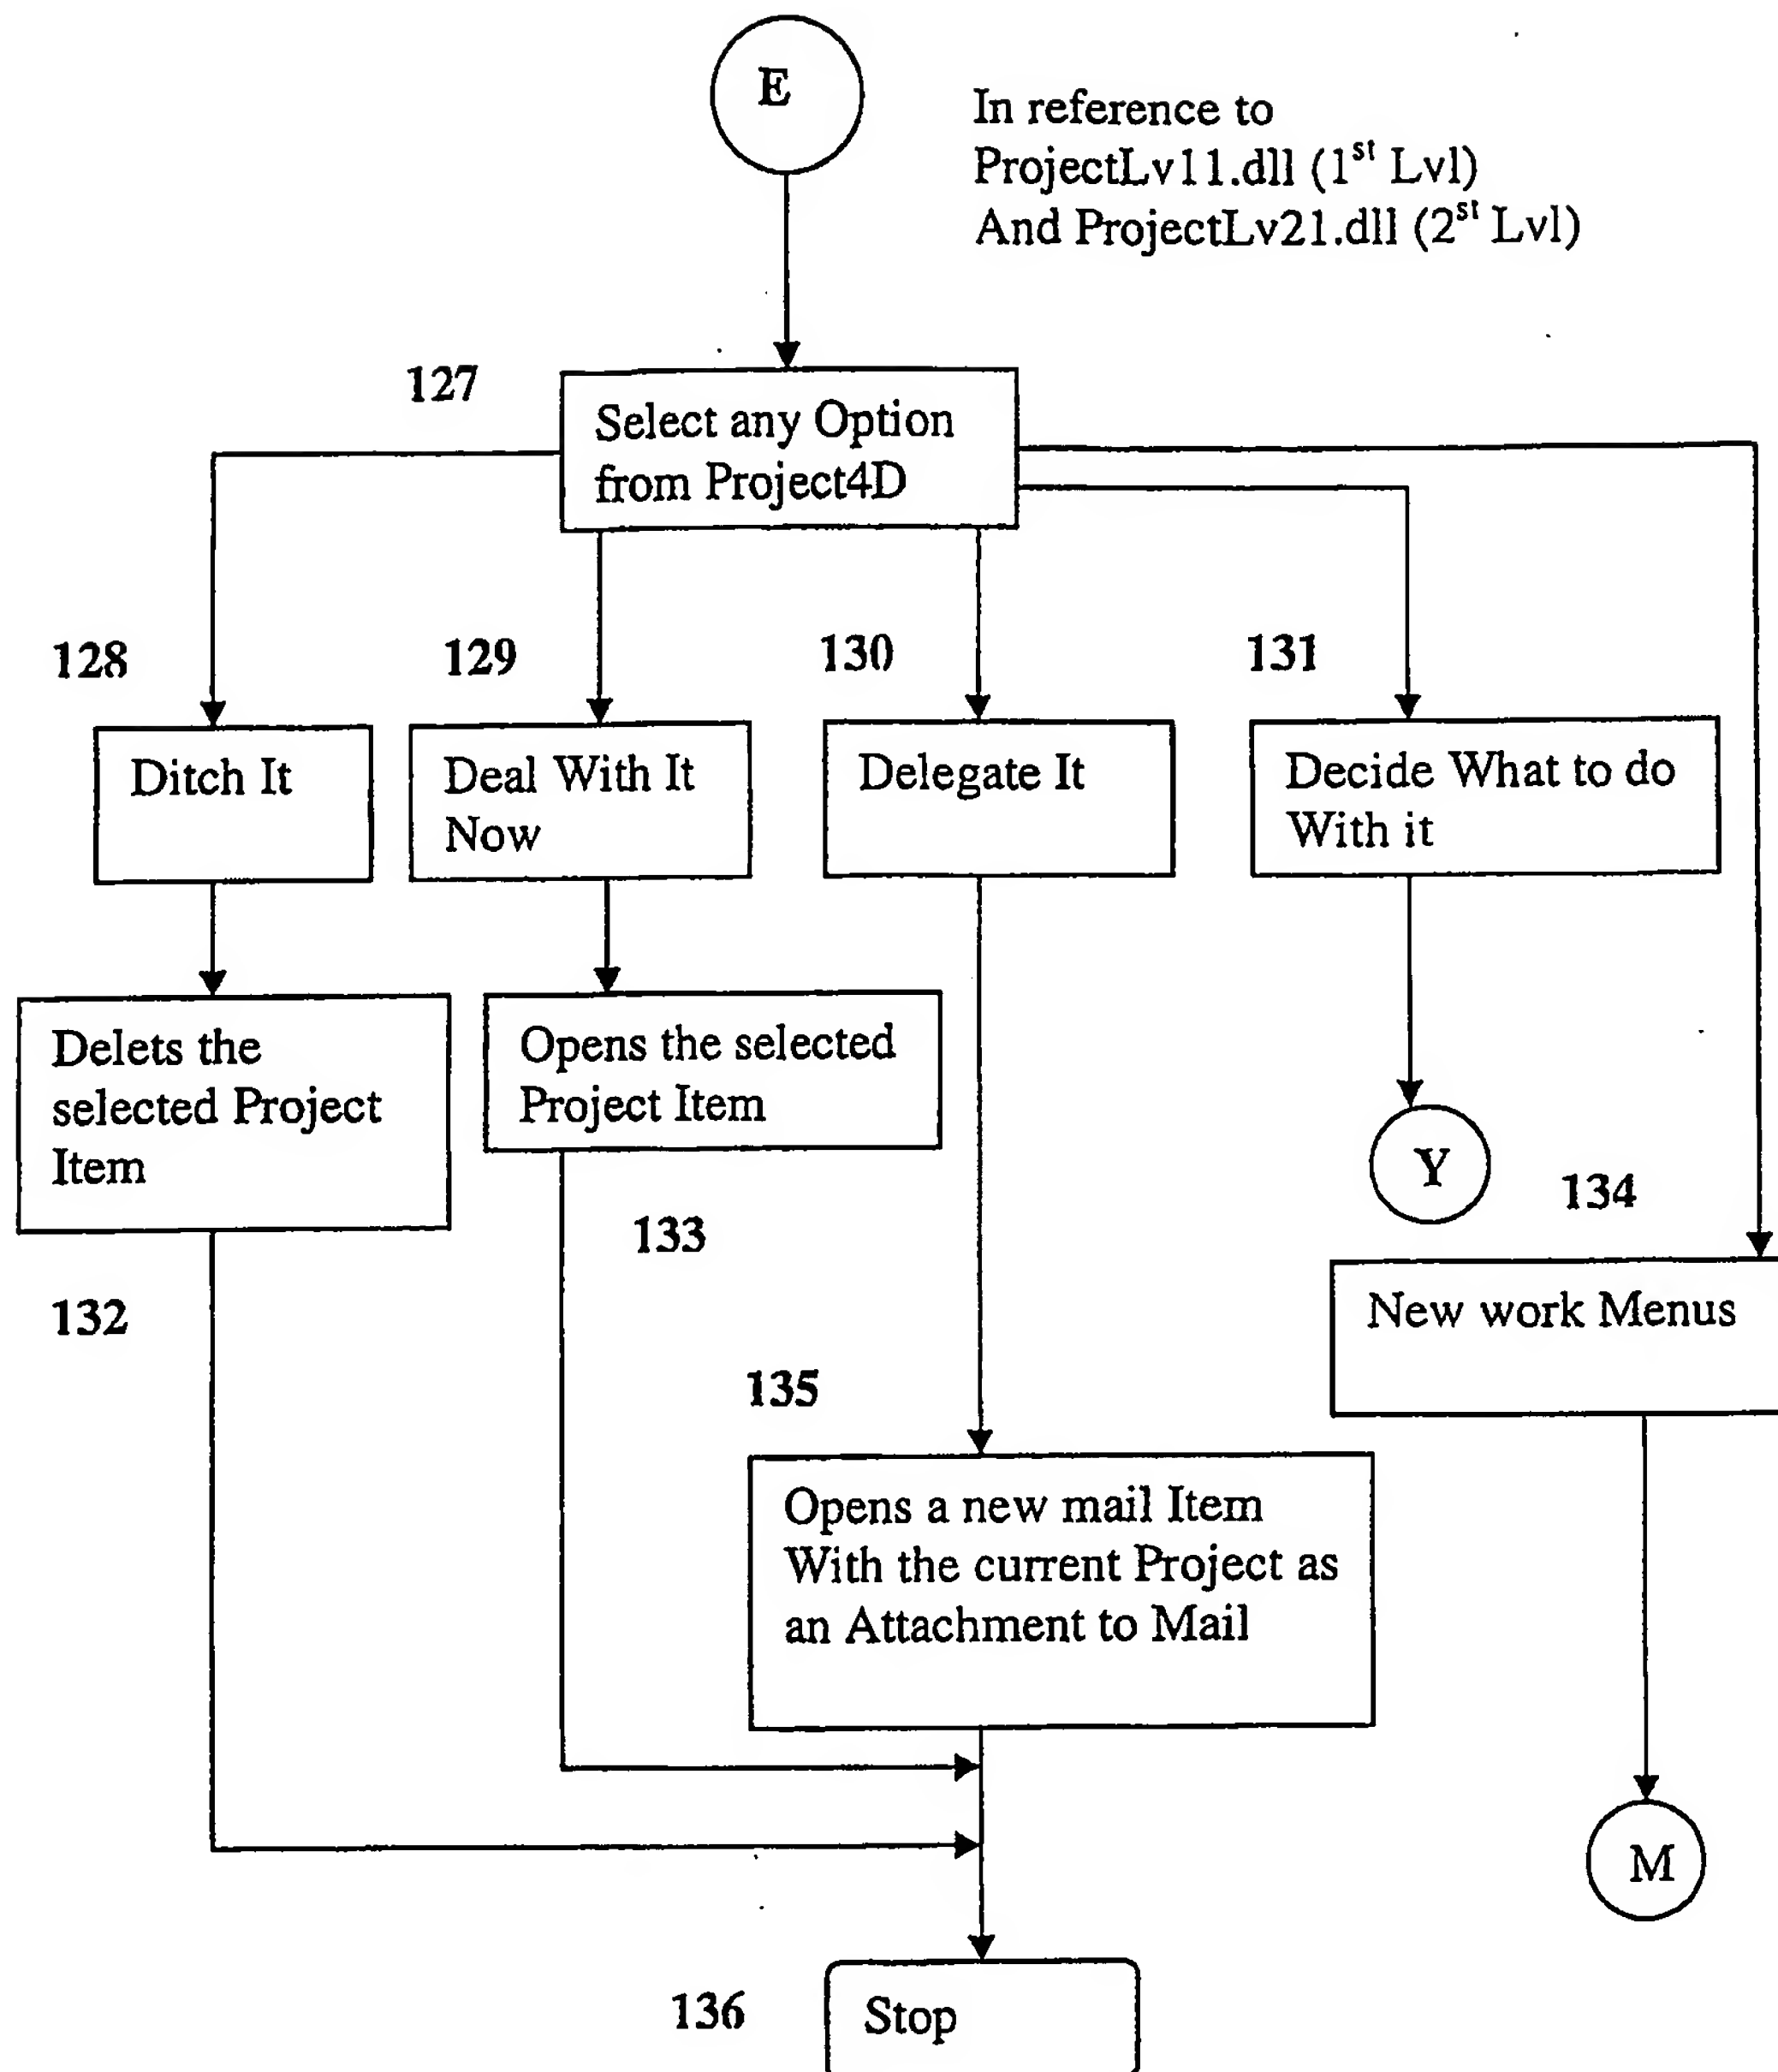 E
In reference to
ProjectLv11.dll (1st Lvl)
And ProjectLv21.dll (2st Lvl)
127
Select any Option
from Project4D
128
129
130
131
Ditch It
Deal With It
Now
Delegate It
Decide What to do
With it
Delets the
selected Project
Item
Opens the selected
Project Item
Y
134
133
132
New work Menus
135
Opens a new mail Item
With the current Project as
an Attachment to Mail
M
136
Stop